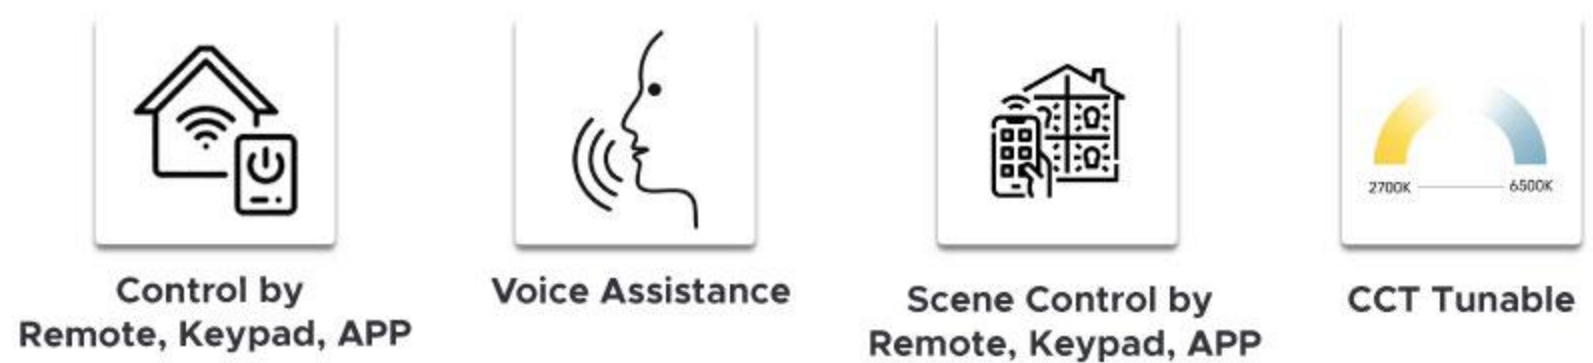 2700K
6500K
Control by
Remote, Keypad, APP
Voice Assistance
Scene Control by
Remote, Keypad, APP
CCT Tunable